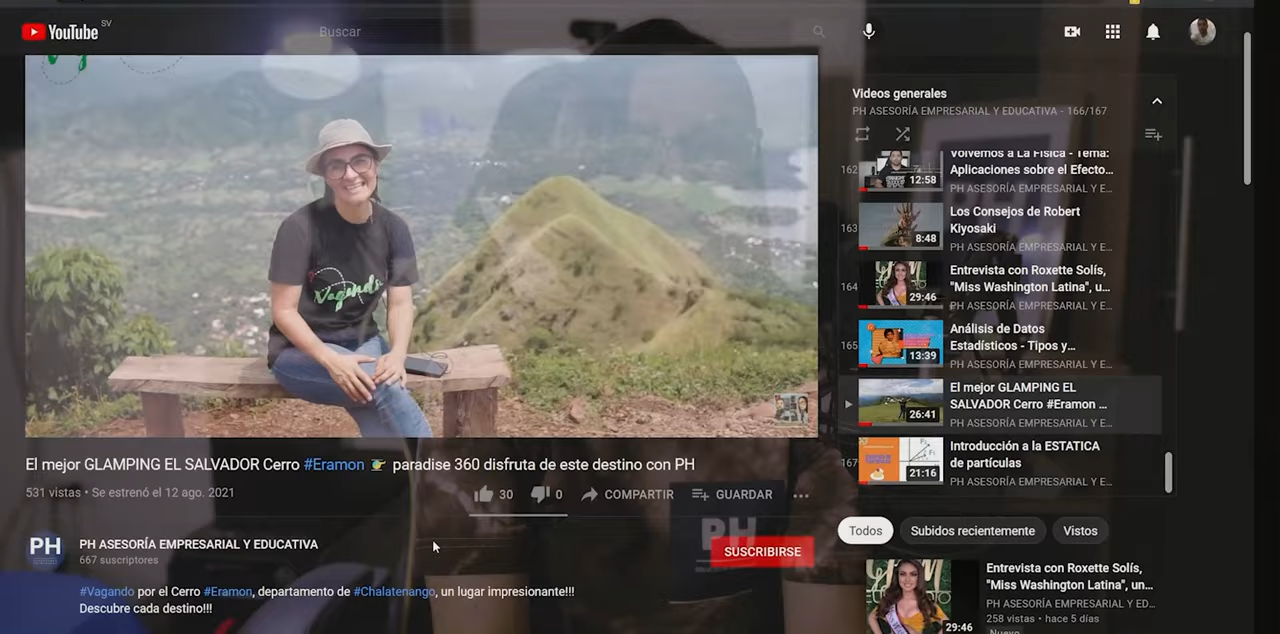 YouTube SV
Buscar
Vagando
El mejor GLAMPING EL SALVADOR Cerro #Eramon paradise 360 disfruta de este destino con PH
531 vistas • Se estrenó el 12 ago. 2021
30
0
COMPARTIR
GUARDAR
PH
PH ASESORÍA EMPRESARIAL Y EDUCATIVA
667 suscriptores
PH
SUSCRIBIRSE
#Vagando por el Cerro #Eramon, departamento de #Chalatenango, un lugar impresionante!!!
Descubre cada destino!!!
Videos generales
PH ASESORÍA EMPRESARIAL Y EDUCATIVA - 166/167
162
12:58
Volvemos a La Física - Tema:
Aplicaciones sobre el Efecto...
PH ASESORÍA EMPRESARIAL Y E...
163
8:48
Los Consejos de Robert
Kiyosaki
PH ASESORÍA EMPRESARIAL Y E...
164
29:46
Entrevista con Roxette Solís,
"Miss Washington Latina", u...
PH ASESORÍA EMPRESARIAL Y E...
165
13:39
Análisis de Datos
Estadísticos - Tipos y...
PH ASESORÍA EMPRESARIAL Y E...
26:41
El mejor GLAMPING EL
SALVADOR Cerro #Eramon ...
PH ASESORÍA EMPRESARIAL Y E...
167
21:16
Introducción a la ESTATICA
de partículas
PH ASESORÍA EMPRESARIAL Y E...
Todos
Subidos recientemente
Vistos
29:46
Entrevista con Roxette Solís,
"Miss Washington Latina", un...
PH ASESORÍA EMPRESARIAL Y ED...
258 vistas • hace 5 días
Nuevo